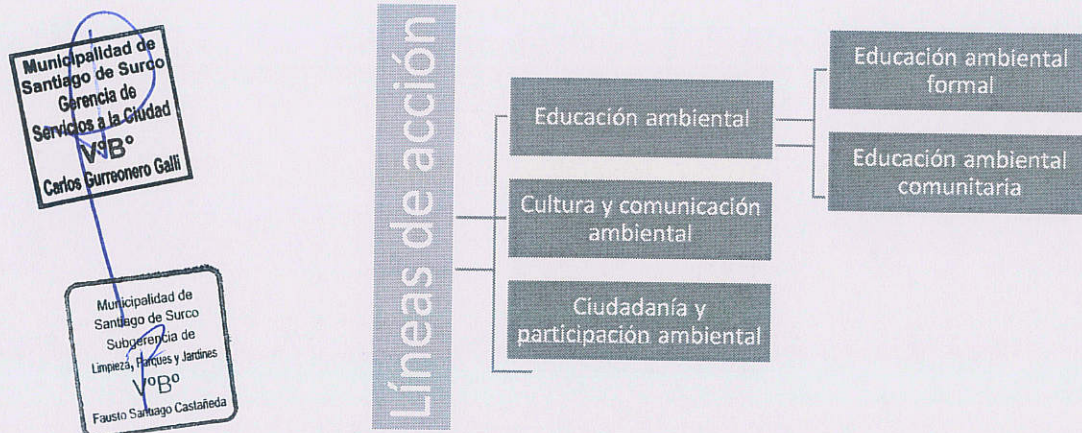 Municipalidad de
Santiago de Surco
Gerencia de
Servicios a la Ciudad
VºBº
Carlos Gurreonero Galli
Municipalidad de
Santiago de Surco
Subgerencia de
Limpieza, Parques y Jardines
VºBº
Fausto Santiago Castañeda
Líneas de acción
Educación ambiental
Cultura y comunicación
ambiental
Ciudadanía y
participación ambiental
Educación ambiental
formal
Educación ambiental
comunitaria